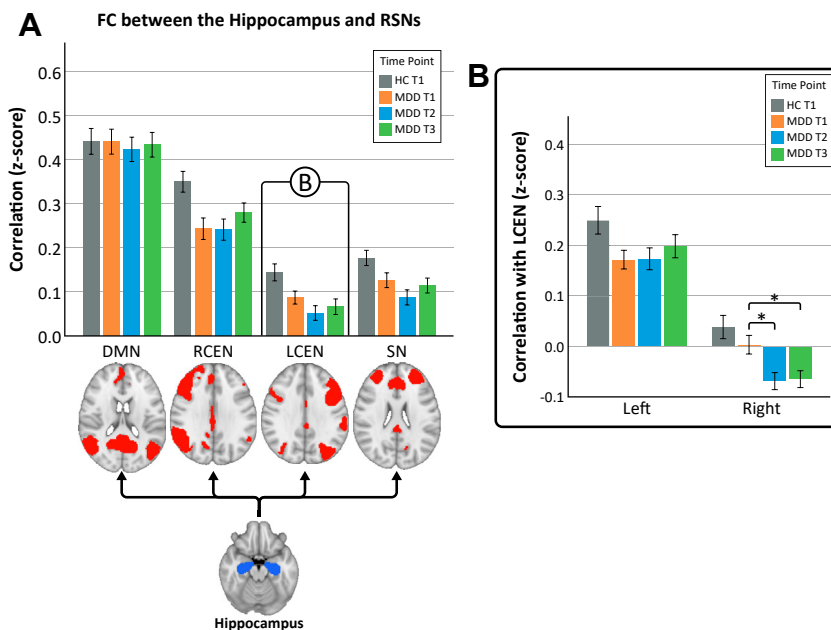 A
FC between the Hippocampus and RSNs
Correlation (z-score)
0.6
0.5
0.4
0.3
0.2
0.1
0.0
Time Point
HC T1
MDD T1
MDD T2
MDD T3
B
DMN RCEN LCEN SN
Hippocampus
B
Correlation with LCEN (z-score)
0.4
0.3
0.2
0.1
0.0
-0.1
Time Point
HC T1
MDD T1
MDD T2
MDD T3
*
*
Left Right